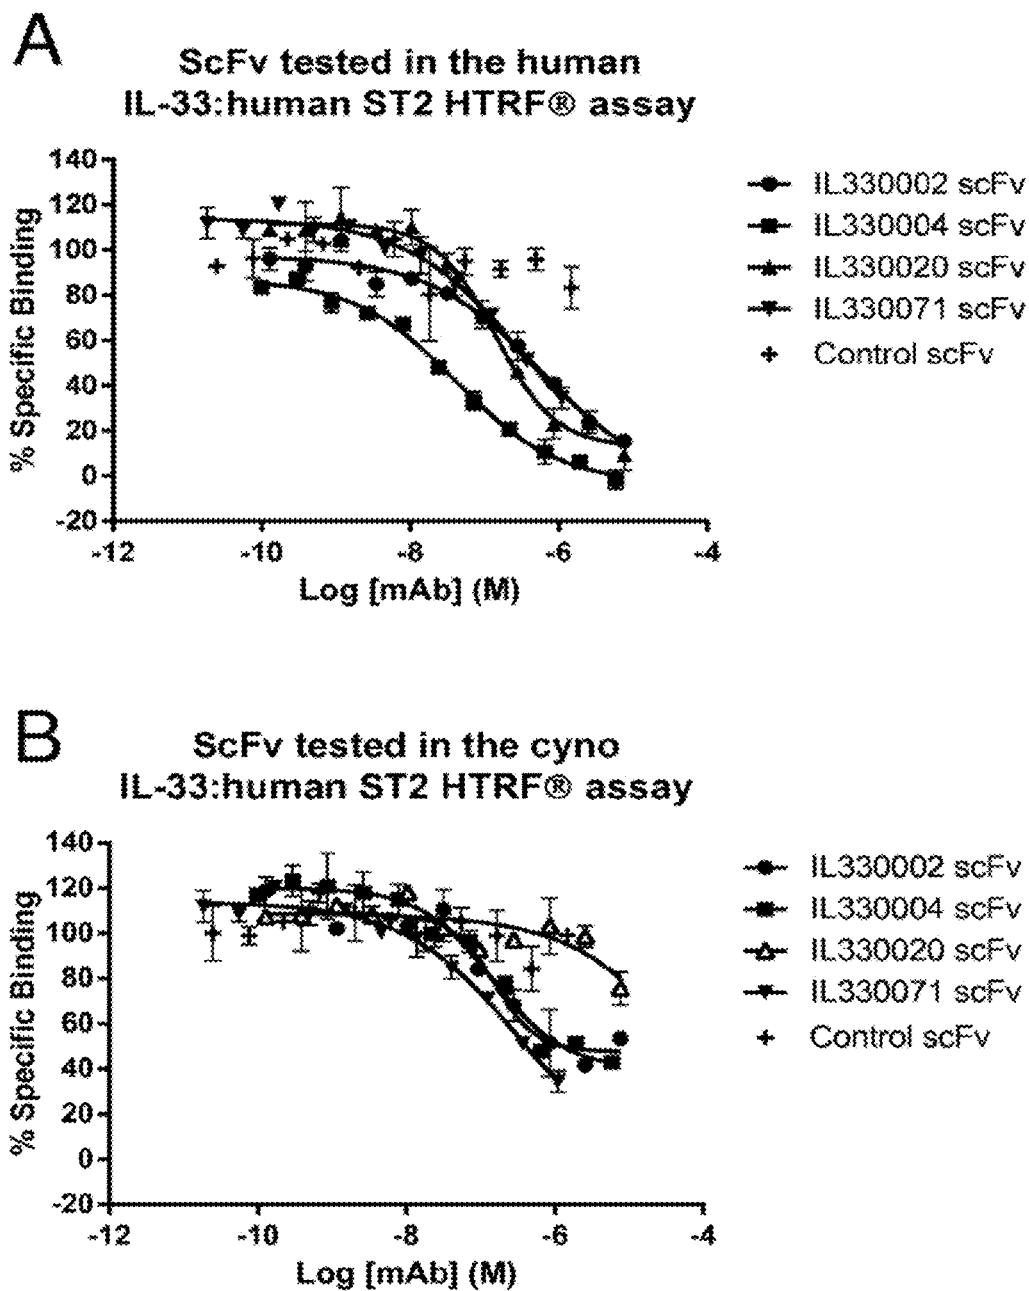 A
ScFv tested in the human
IL-33:human ST2 HTRF® assay
% Specific Binding
140
120
100
80
60
40
20
0
-20
-12
-10
-8
-6
-4
Log [mAb] (M)
IL330002 scFv
IL330004 scFv
IL330020 scFv
IL330071 scFv
Control scFv
B
ScFv tested in the cyno
IL-33:human ST2 HTRF® assay
% Specific Binding
140
120
100
80
60
40
20
0
-20
-12
-10
-8
-6
-4
Log [mAb] (M)
IL330002 scFv
IL330004 scFv
IL330020 scFv
IL330071 scFv
Control scFv